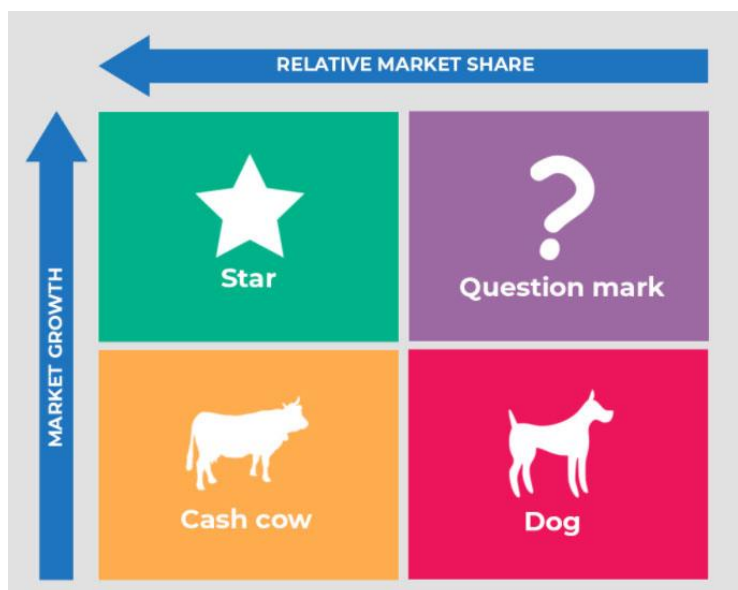 RELATIVE MARKET SHARE
MARKET GROWTH
Star
?
Question mark
Cash cow
Dog